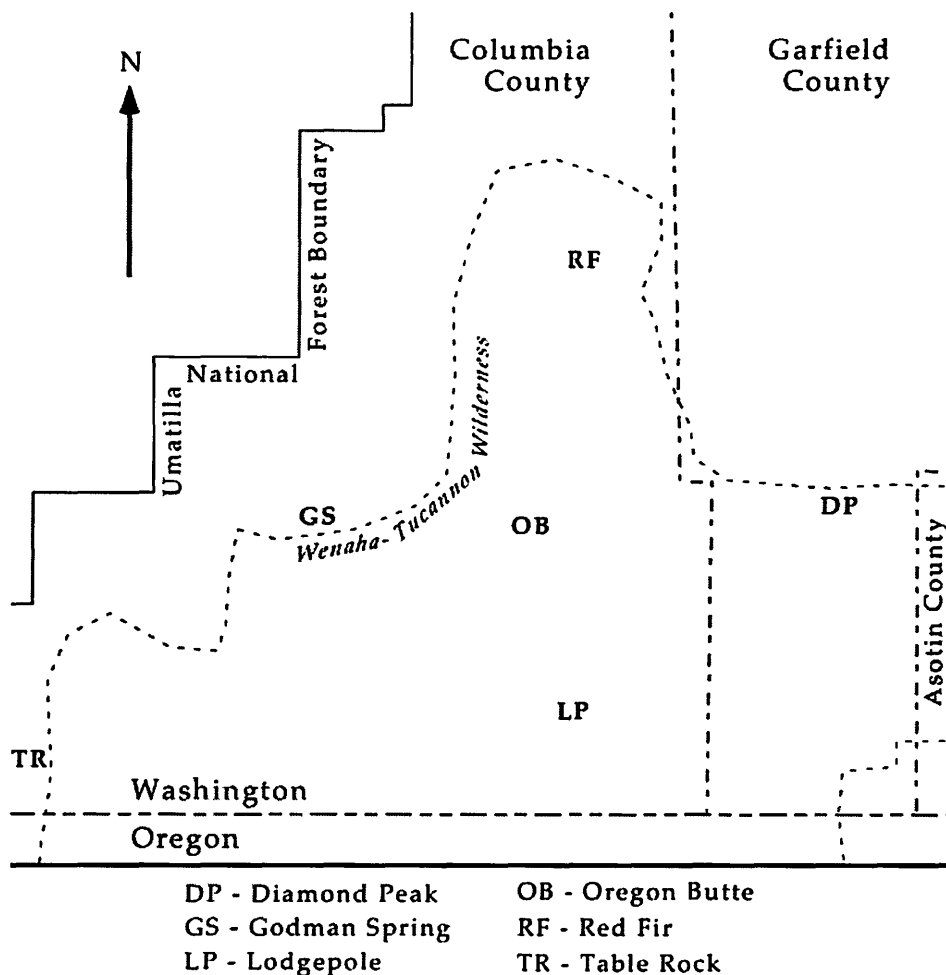 N
Columbia
County
Garfield
County
Umatilla
National
Forest Boundary
RF
Wenaha-Tucannon Wilderness
GS
OB
DP
Asotin County
LP
TR
Washington
Oregon
DP - Diamond Peak
OB - Oregon Butte
GS - Godman Spring
RF - Red Fir
LP - Lodgepole
TR - Table Rock